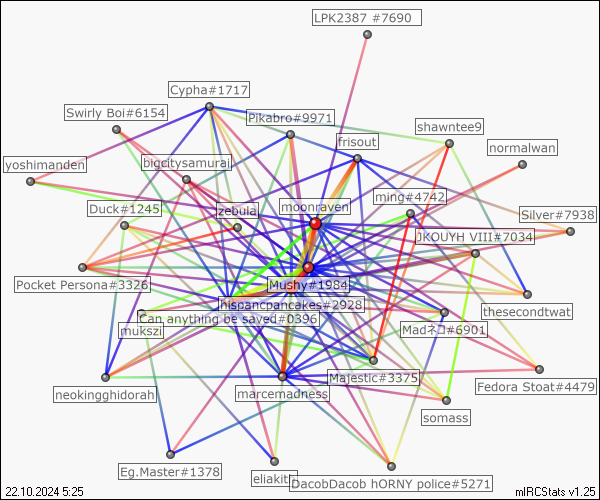 LPK2387 #7690
Cypha#1717
Swirly Boi#6154
Pikabro#9971
shawntee9
frisout
normalwan
yoshimanden
bigcitysamurai
ming#4742
Duck#1245
zebula
moonraven
Silver#7938
JKOUYH VIII#7034
Pocket Persona#3326
Mushy#1984
hispanicpancakes#2928
thesecondtwat
Can anything be saved#0396
mukszi
Madネコ#6901
Majestic#3375
neokingghidorah
marcemadness
Fedora Stoat#4479
somass
Eg.Master#1378
eliakith
DacobDacob hORNY police#5271
22.10.2024 5:25
mIRCStats v1.25